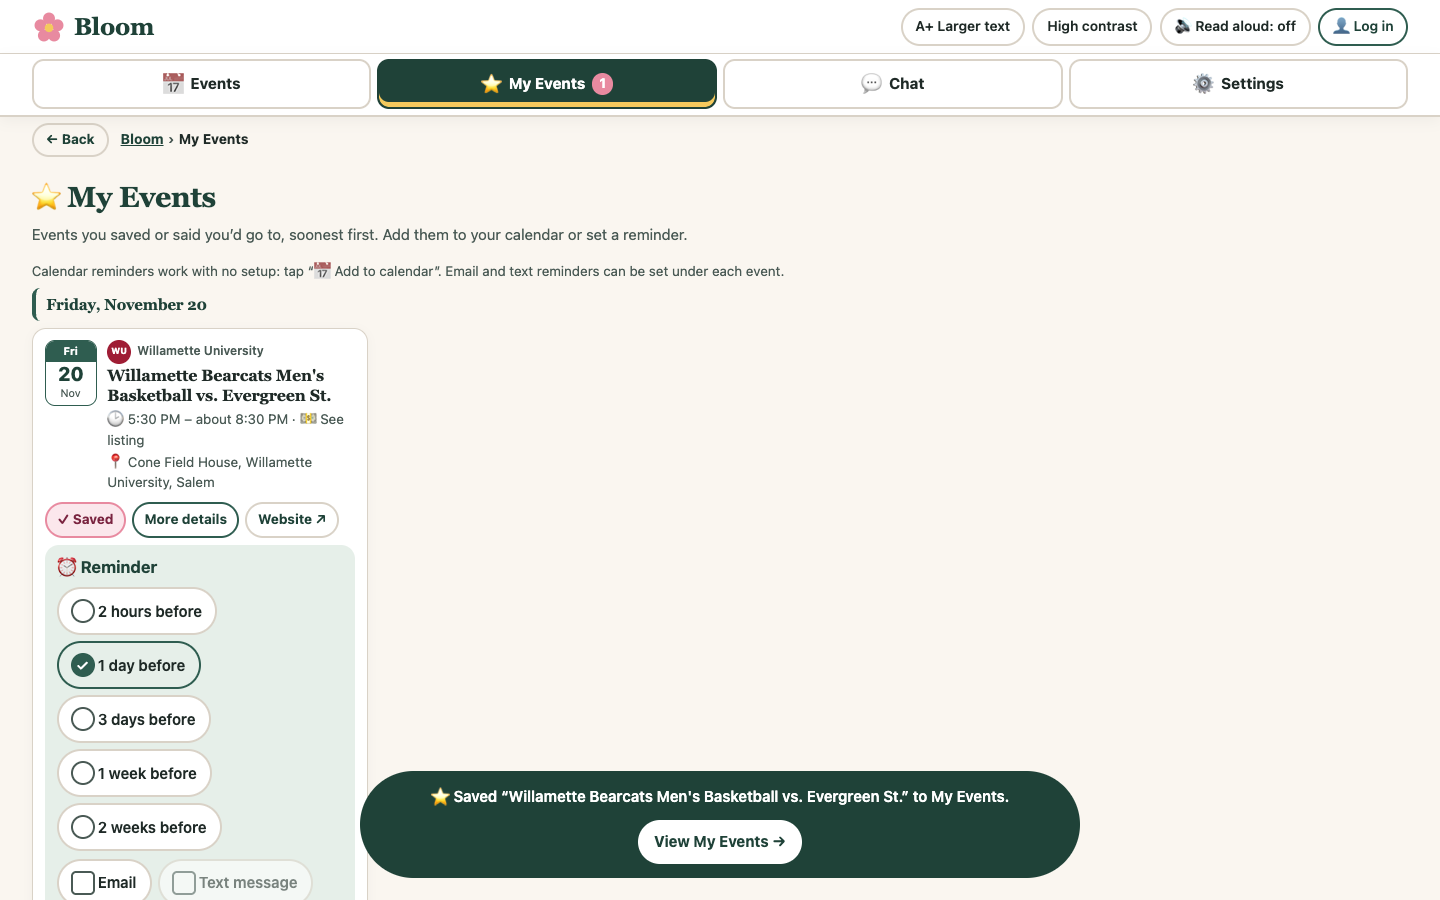 Bloom
A+ Larger text
High contrast
Read aloud: off
Log in
Events
My Events 1
Chat
Settings
← Back
Bloom › My Events
My Events
Events you saved or said you’d go to, soonest first. Add them to your calendar or set a reminder.
Calendar reminders work with no setup: tap “📅 Add to calendar”. Email and text reminders can be set under each event.
Friday, November 20
Fri
20
Nov
WU Willamette University
Willamette Bearcats Men's
Basketball vs. Evergreen St.
5:30 PM – about 8:30 PM · 💵 See
listing
Cone Field House, Willamette
University, Salem
✓ Saved
More details
Website ↗
Reminder
2 hours before
1 day before
3 days before
1 week before
2 weeks before
Email
Text message
Saved “Willamette Bearcats Men's Basketball vs. Evergreen St.” to My Events.
View My Events →